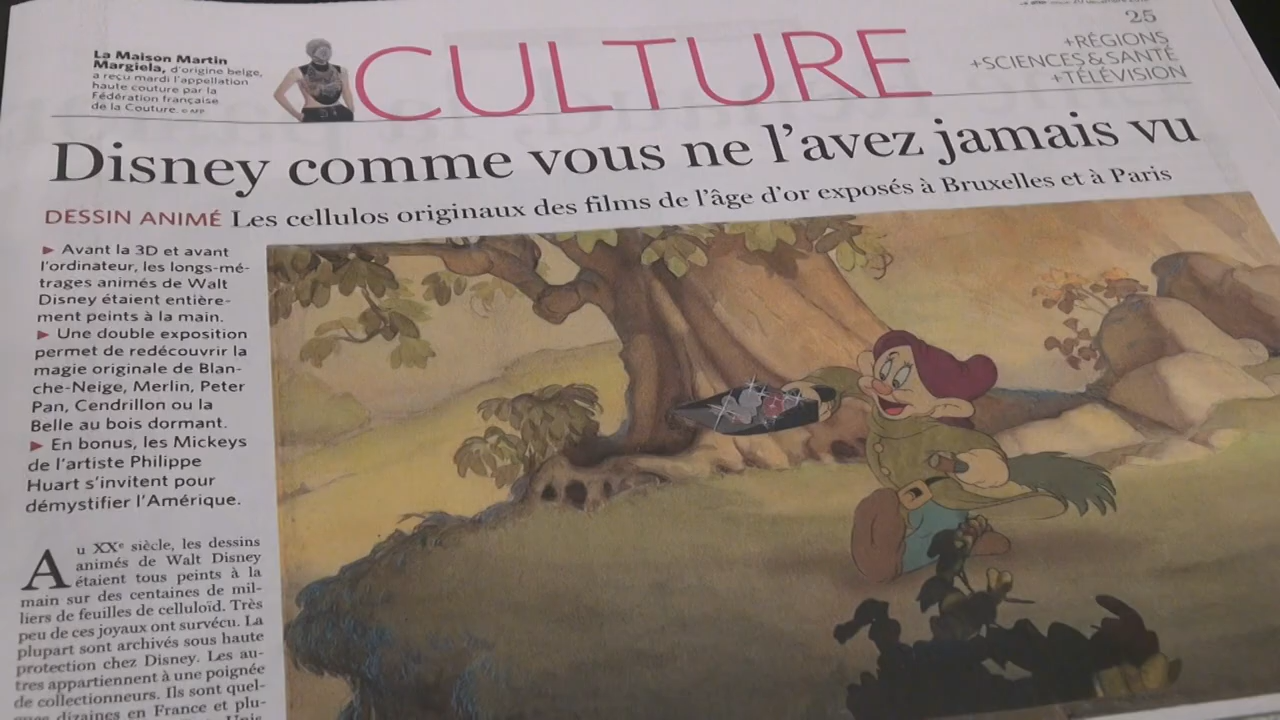 25
La Maison Martin
Margiela, d'origine belge,
a reçu mardi l'appellation
haute couture par la
Fédération française
de la Couture. © AFP
CULTURE
+RÉGIONS
+SCIENCES&SANTÉ
+TÉLÉVISION
Disney comme vous ne l'avez jamais vu
DESSIN ANIMÉ Les cellulos originaux des films de l'âge d'or exposés à Bruxelles et à Paris
▶ Avant la 3D et avant
l'ordinateur, les longs-mé-
trages animés de Walt
Disney étaient entière-
ment peints à la main.
▶ Une double exposition
permet de redécouvrir la
magie originale de Blan-
che-Neige, Merlin, Peter
Pan, Cendrillon ou la
Belle au bois dormant.
▶ En bonus, les Mickeys
de l'artiste Philippe
Huart s'invitent pour
démystifier l'Amérique.
Au XXe siècle, les dessins
animés de Walt Disney
étaient tous peints à la
main sur des centaines de mil-
liers de feuilles de celluloïd. Très
peu de ces joyaux ont survécu. La
plupart sont archivés sous haute
protection chez Disney. Les au-
tres appartiennent à une poignée
de collectionneurs. Ils sont quel-
ques dizaines en France et plu-